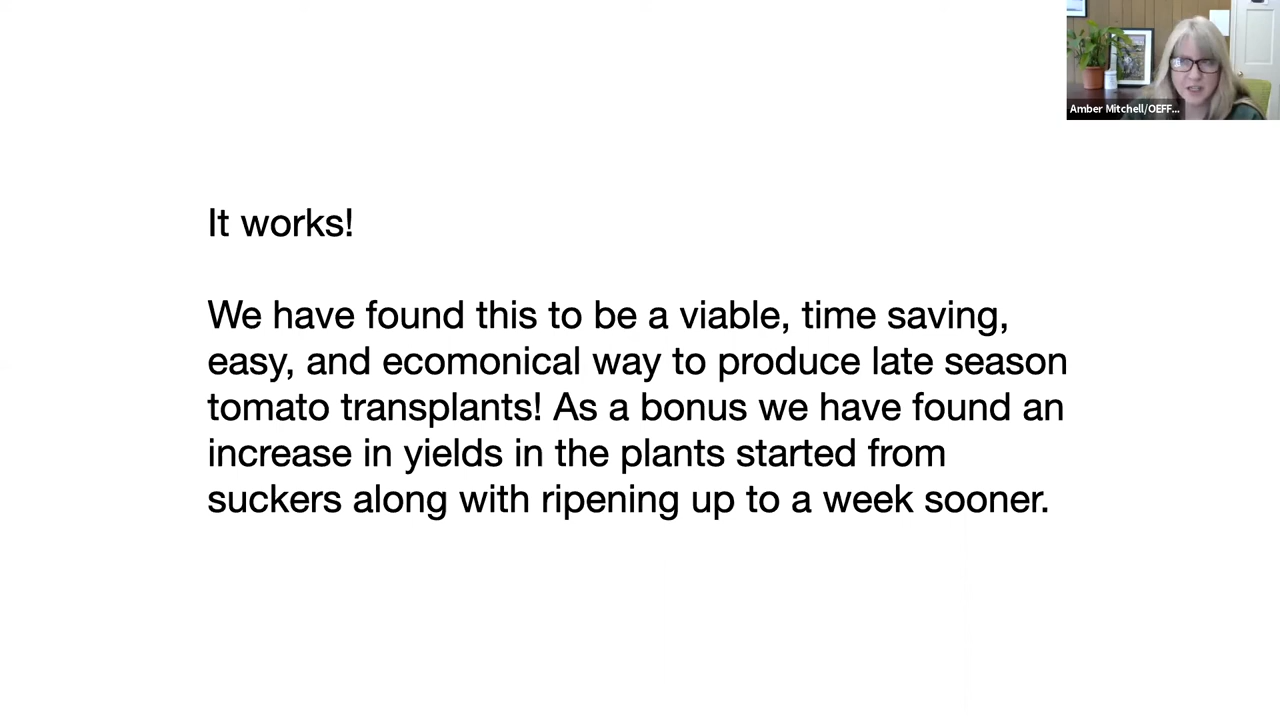 Amber Mitchell/OEFF...
It works!
We have found this to be a viable, time saving,
easy, and ecomonical way to produce late season
tomato transplants! As a bonus we have found an
increase in yields in the plants started from
suckers along with ripening up to a week sooner.